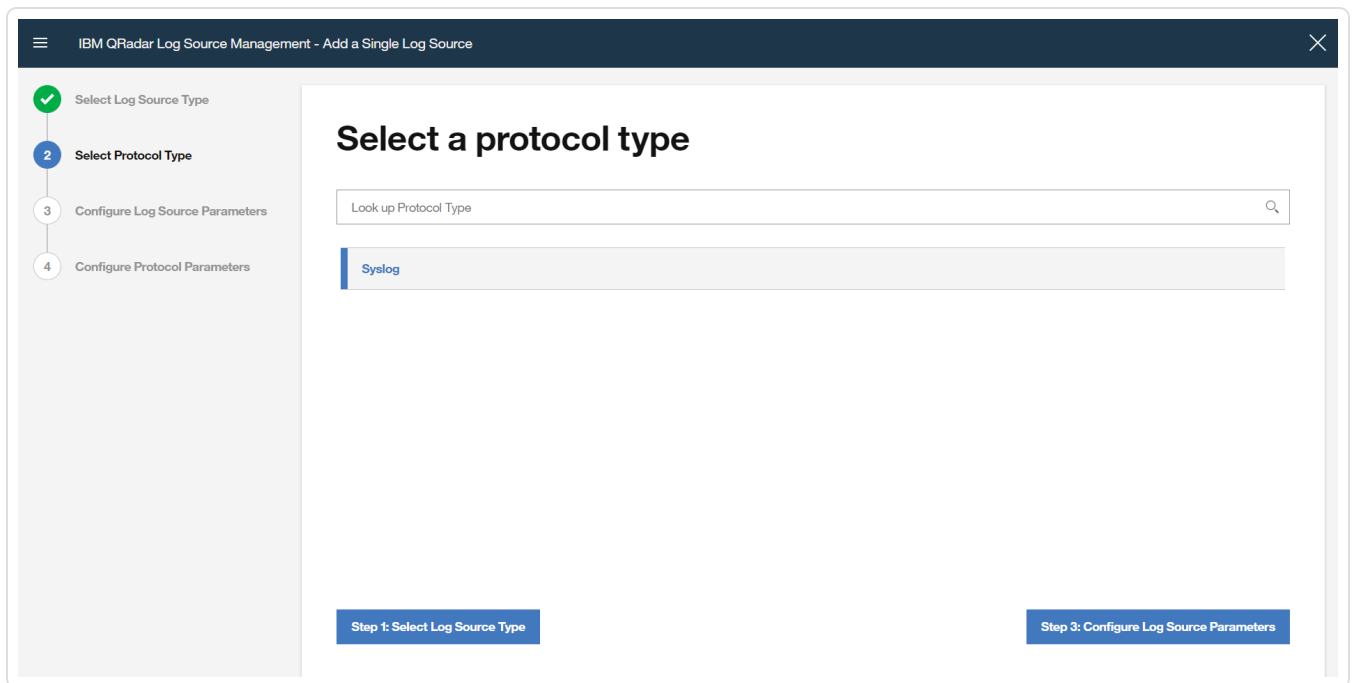 IBM QRadar Log Source Management - Add a Single Log Source
Select Log Source Type
2 Select Protocol Type
3 Configure Log Source Parameters
4 Configure Protocol Parameters
Select a protocol type
Look up Protocol Type
Syslog
Step 1: Select Log Source Type
Step 3: Configure Log Source Parameters